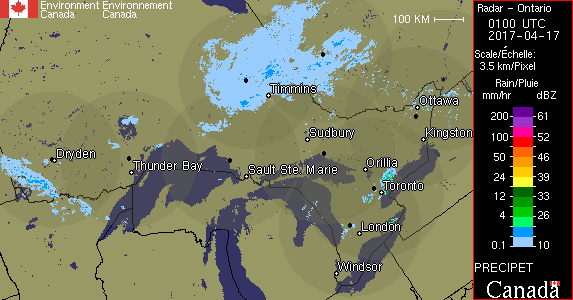 Environment Environnement
Canada Canada
100 KM
Timmins
Ottawa
Sudbury
Kingston
Dryden
Thunder Bay
Sault Ste. Marie
Orillia
Toronto
London
Windsor
Radar - Ontario
0100 UTC
2017-04-17
Scale/Échelle:
3.5 km/Pixel
Rain/Pluie
mm/hr dBZ
200 61
100 52
50 46
24 39
12 33
4 26
0.1 10
PRECIPET
Canada